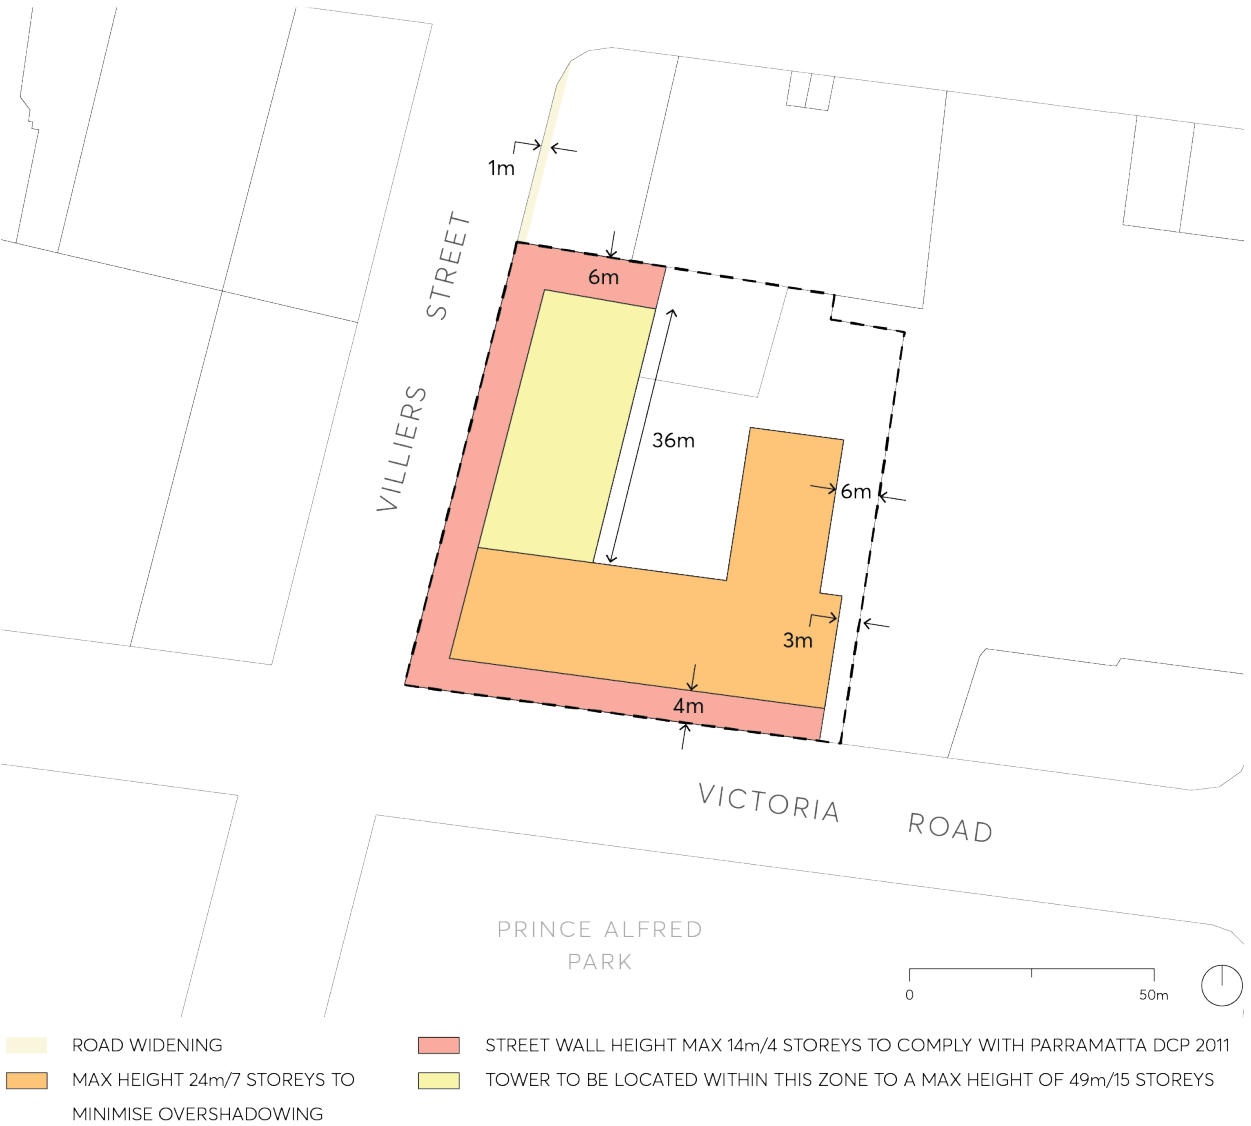 1m
STREET
6m
VILLIERS
36m
6m
3m
4m
VICTORIA ROAD
PRINCE ALFRED
PARK
0 50m
ROAD WIDENING
STREET WALL HEIGHT MAX 14m/4 STOREYS TO COMPLY WITH PARRAMATTA DCP 2011
MAX HEIGHT 24m/7 STOREYS TO
MINIMISE OVERSHADOWING
TOWER TO BE LOCATED WITHIN THIS ZONE TO A MAX HEIGHT OF 49m/15 STOREYS